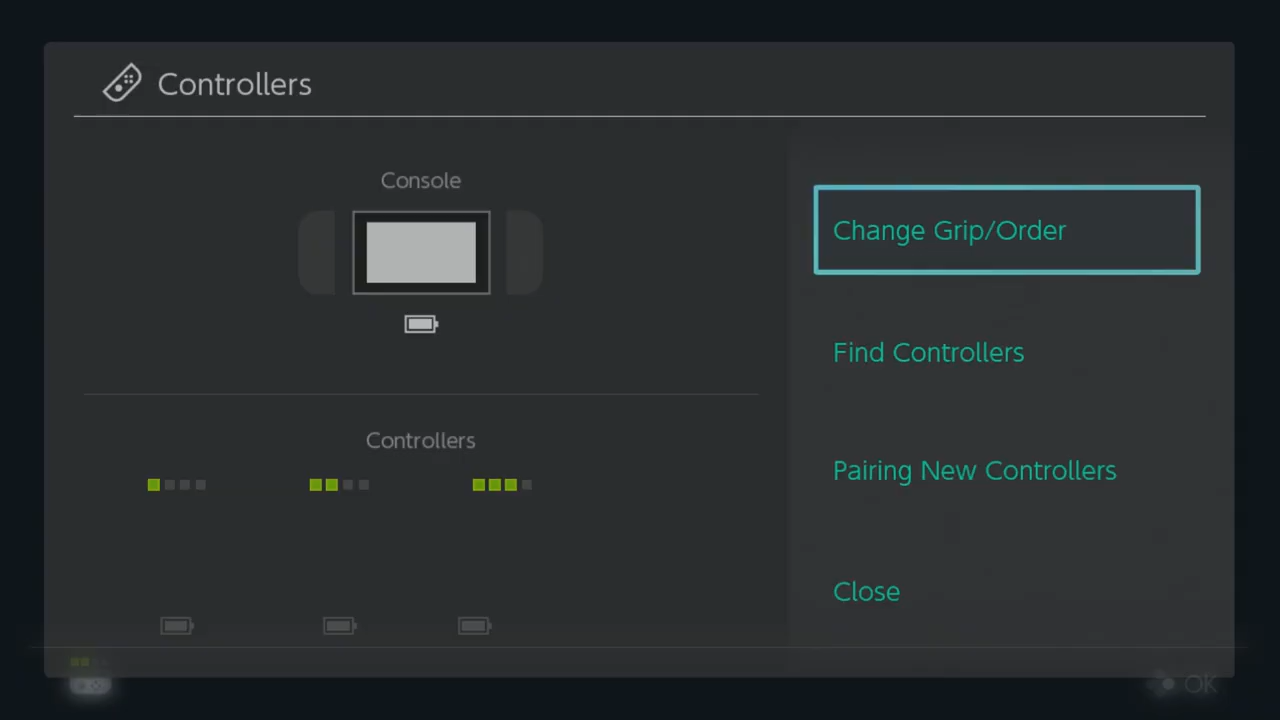 Controllers
Console
Change Grip/Order
Find Controllers
Controllers
Pairing New Controllers
Close
OK